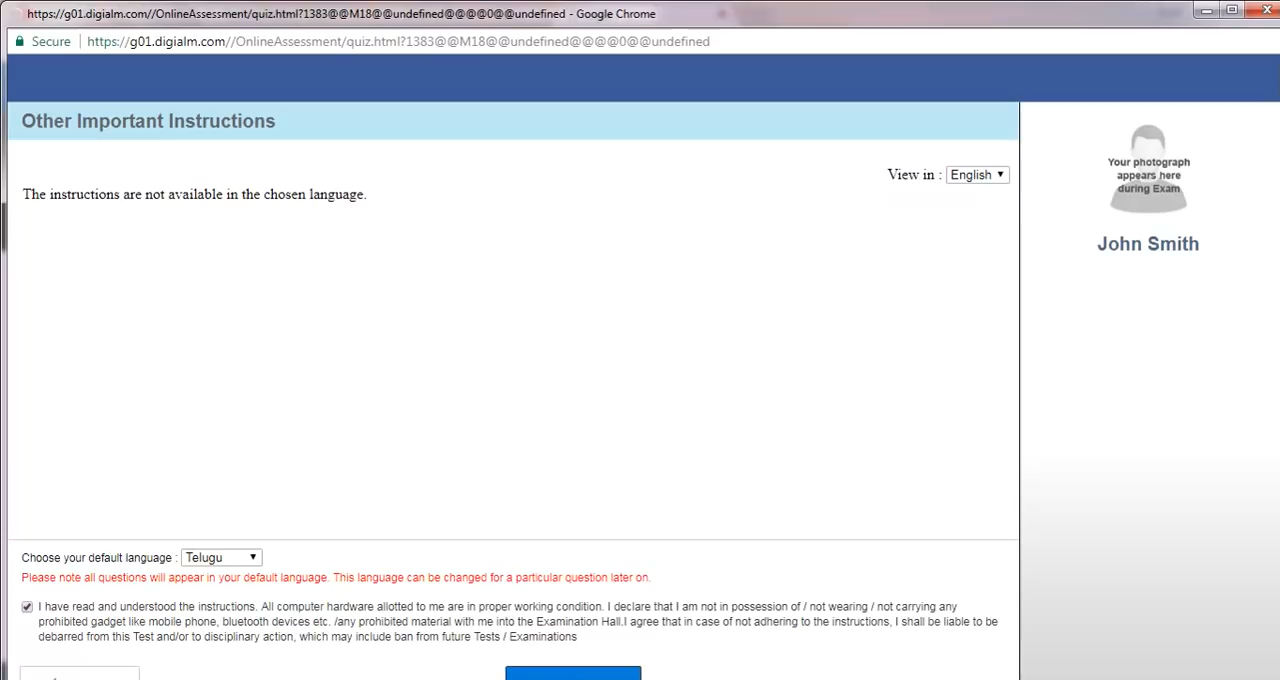 https://g01.digialm.com/OnlineAssessment/quiz.html?1383@@M18@@undefined@@@@0@@undefined - Google Chrome
Secure | https://g01.digialm.com//OnlineAssessment/quiz.html?1383@@M18@@undefined@@@@0@@undefined
Other Important Instructions
View in : English
The instructions are not available in the chosen language.
Your photograph
appears here
during Exam
John Smith
Choose your default language : Telugu
Please note all questions will appear in your default language. This language can be changed for a particular question later on.
I have read and understood the instructions. All computer hardware allotted to me are in proper working condition. I declare that I am not in possession of / not wearing / not carrying any
prohibited gadget like mobile phone, bluetooth devices etc. /any prohibited material with me into the Examination Hall.I agree that in case of not adhering to the instructions, I shall be liable to be
debarred from this Test and/or to disciplinary action, which may include ban from future Tests / Examinations